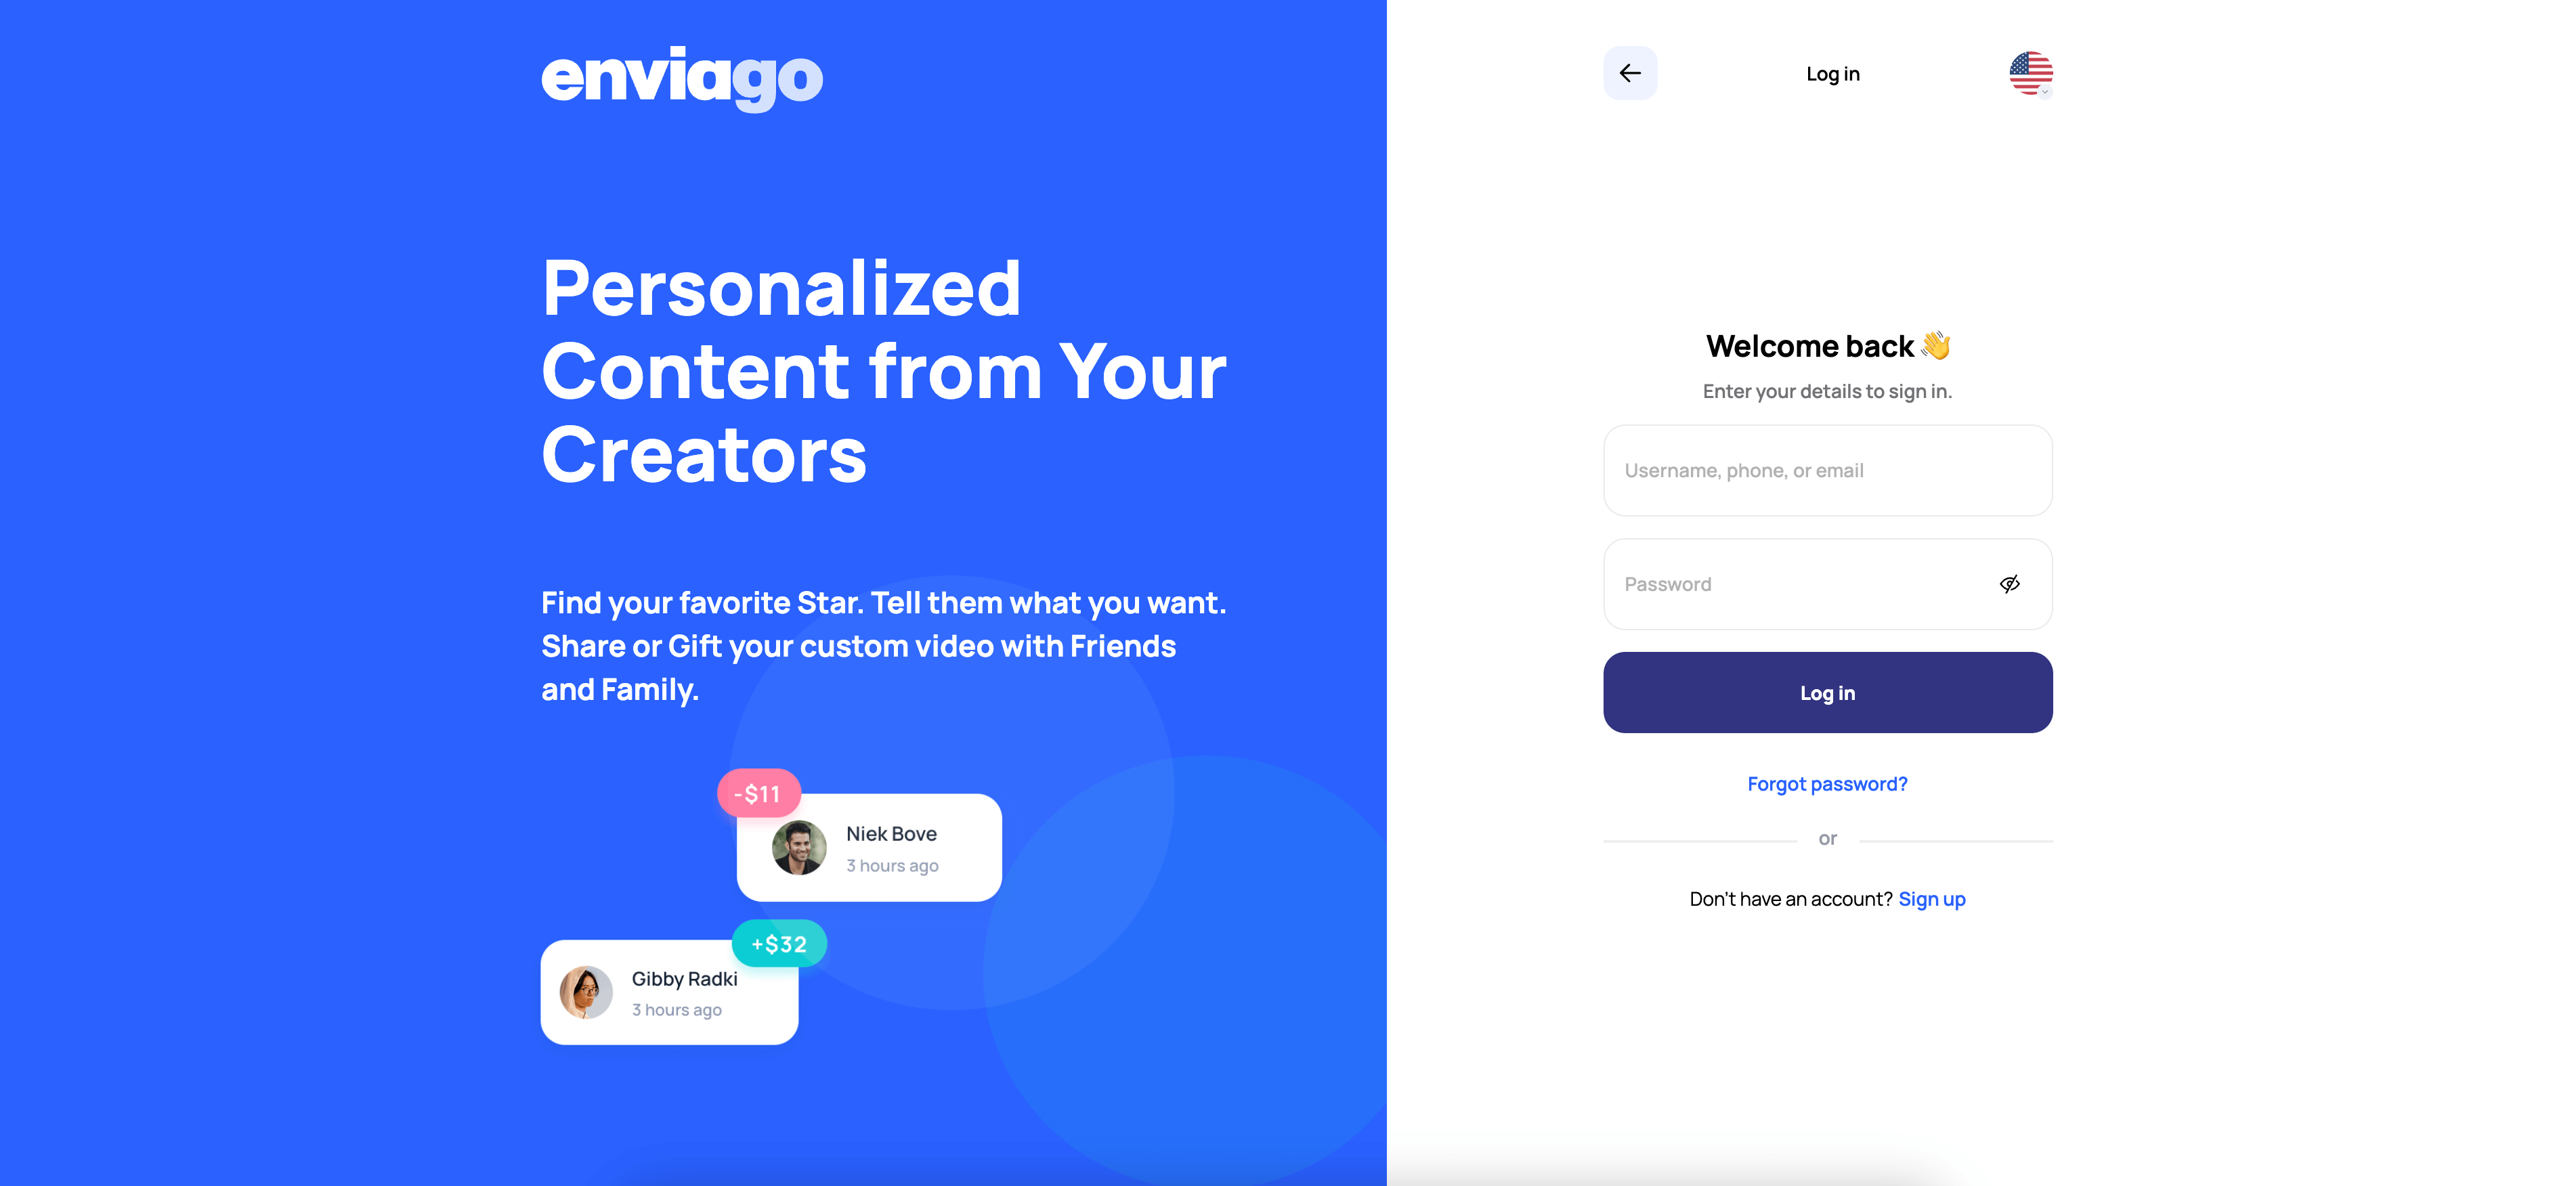 enviago
Personalized
Content from Your
Creators
Find your favorite Star. Tell them what you want.
Share or Gift your custom video with Friends
and Family.
-$11
Niek Bove
3 hours ago
+$32
Gibby Radki
3 hours ago
Log in
Welcome back 👋
Enter your details to sign in.
Username, phone, or email
Password
Log in
Forgot password?
or
Don't have an account? Sign up